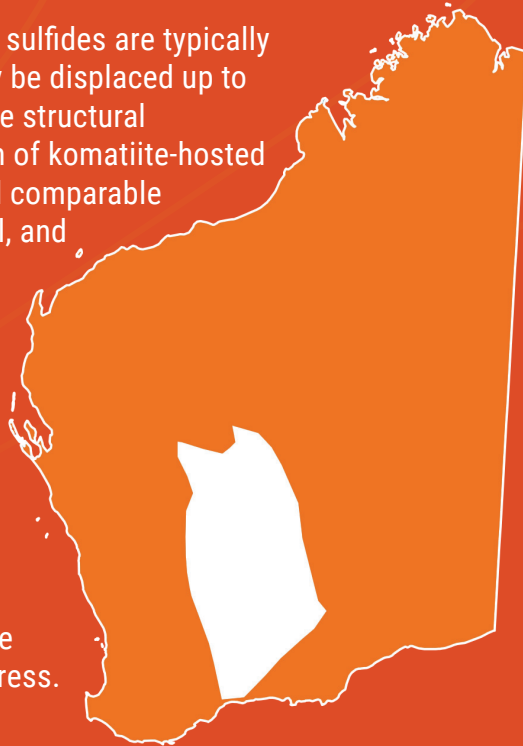 sulfides are typically
be displaced up to
e structural
n of komatiite-hosted
comparable
, and
e
ress.